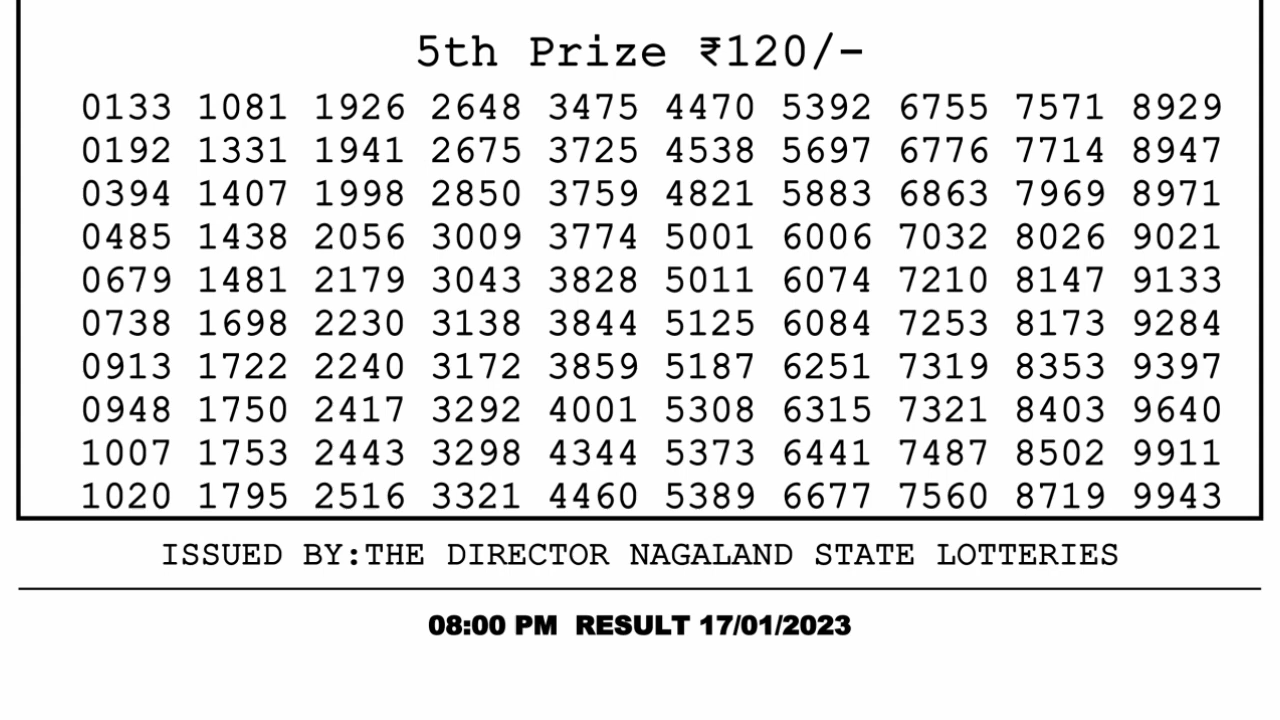 5th Prize ₹120/-
0133 1081 1926 2648 3475 4470 5392 6755 7571 8929
0192 1331 1941 2675 3725 4538 5697 6776 7714 8947
0394 1407 1998 2850 3759 4821 5883 6863 7969 8971
0485 1438 2056 3009 3774 5001 6006 7032 8026 9021
0679 1481 2179 3043 3828 5011 6074 7210 8147 9133
0738 1698 2230 3138 3844 5125 6084 7253 8173 9284
0913 1722 2240 3172 3859 5187 6251 7319 8353 9397
0948 1750 2417 3292 4001 5308 6315 7321 8403 9640
1007 1753 2443 3298 4344 5373 6441 7487 8502 9911
1020 1795 2516 3321 4460 5389 6677 7560 8719 9943
ISSUED BY:THE DIRECTOR NAGALAND STATE LOTTERIES
08:00 PM RESULT 17/01/2023